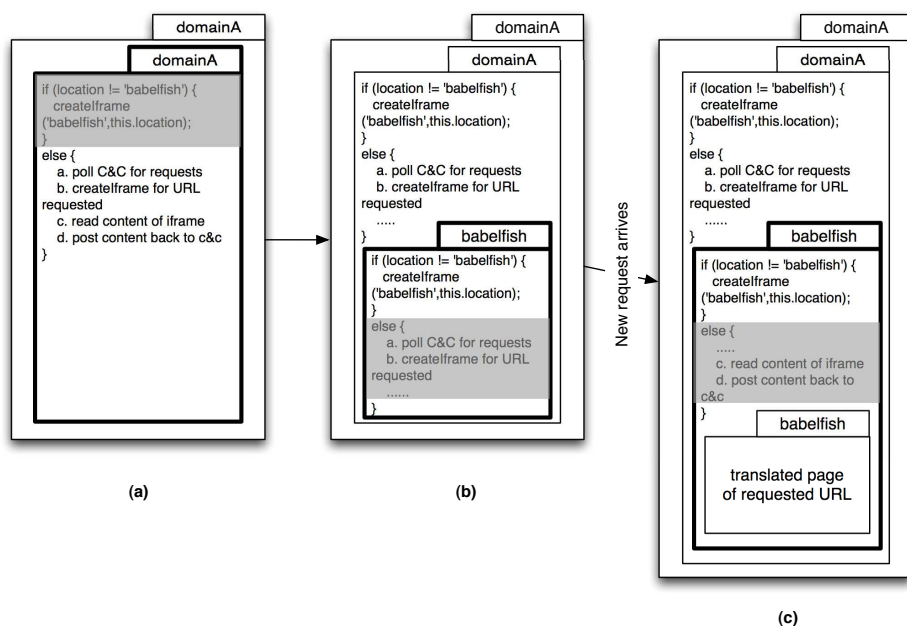 domainA
domainA
if (location != 'babelfish') {
createIframe
('babelfish',this.location);
}
else {
a. poll C&C for requests
b. createIframe for URL
requested
c. read content of iframe
d. post content back to c&c
}
(a)
domainA
domainA
if (location != 'babelfish') {
createIframe
('babelfish',this.location);
}
else {
a. poll C&C for requests
b. createIframe for URL
requested
.....
}
babelfish
if (location != 'babelfish') {
createIframe
('babelfish',this.location);
}
else {
a. poll C&C for requests
b. createIframe for URL
requested
......
}
(b)
New request arrives
domainA
domainA
if (location != 'babelfish') {
createIframe
('babelfish',this.location);
}
else {
a. poll C&C for requests
b. createIframe for URL
requested
......
}
babelfish
if (location != 'babelfish') {
createIframe
('babelfish',this.location);
}
else {
.....
c. read content of iframe
d. post content back to
c&c
}
babelfish
translated page
of requested URL
(c)